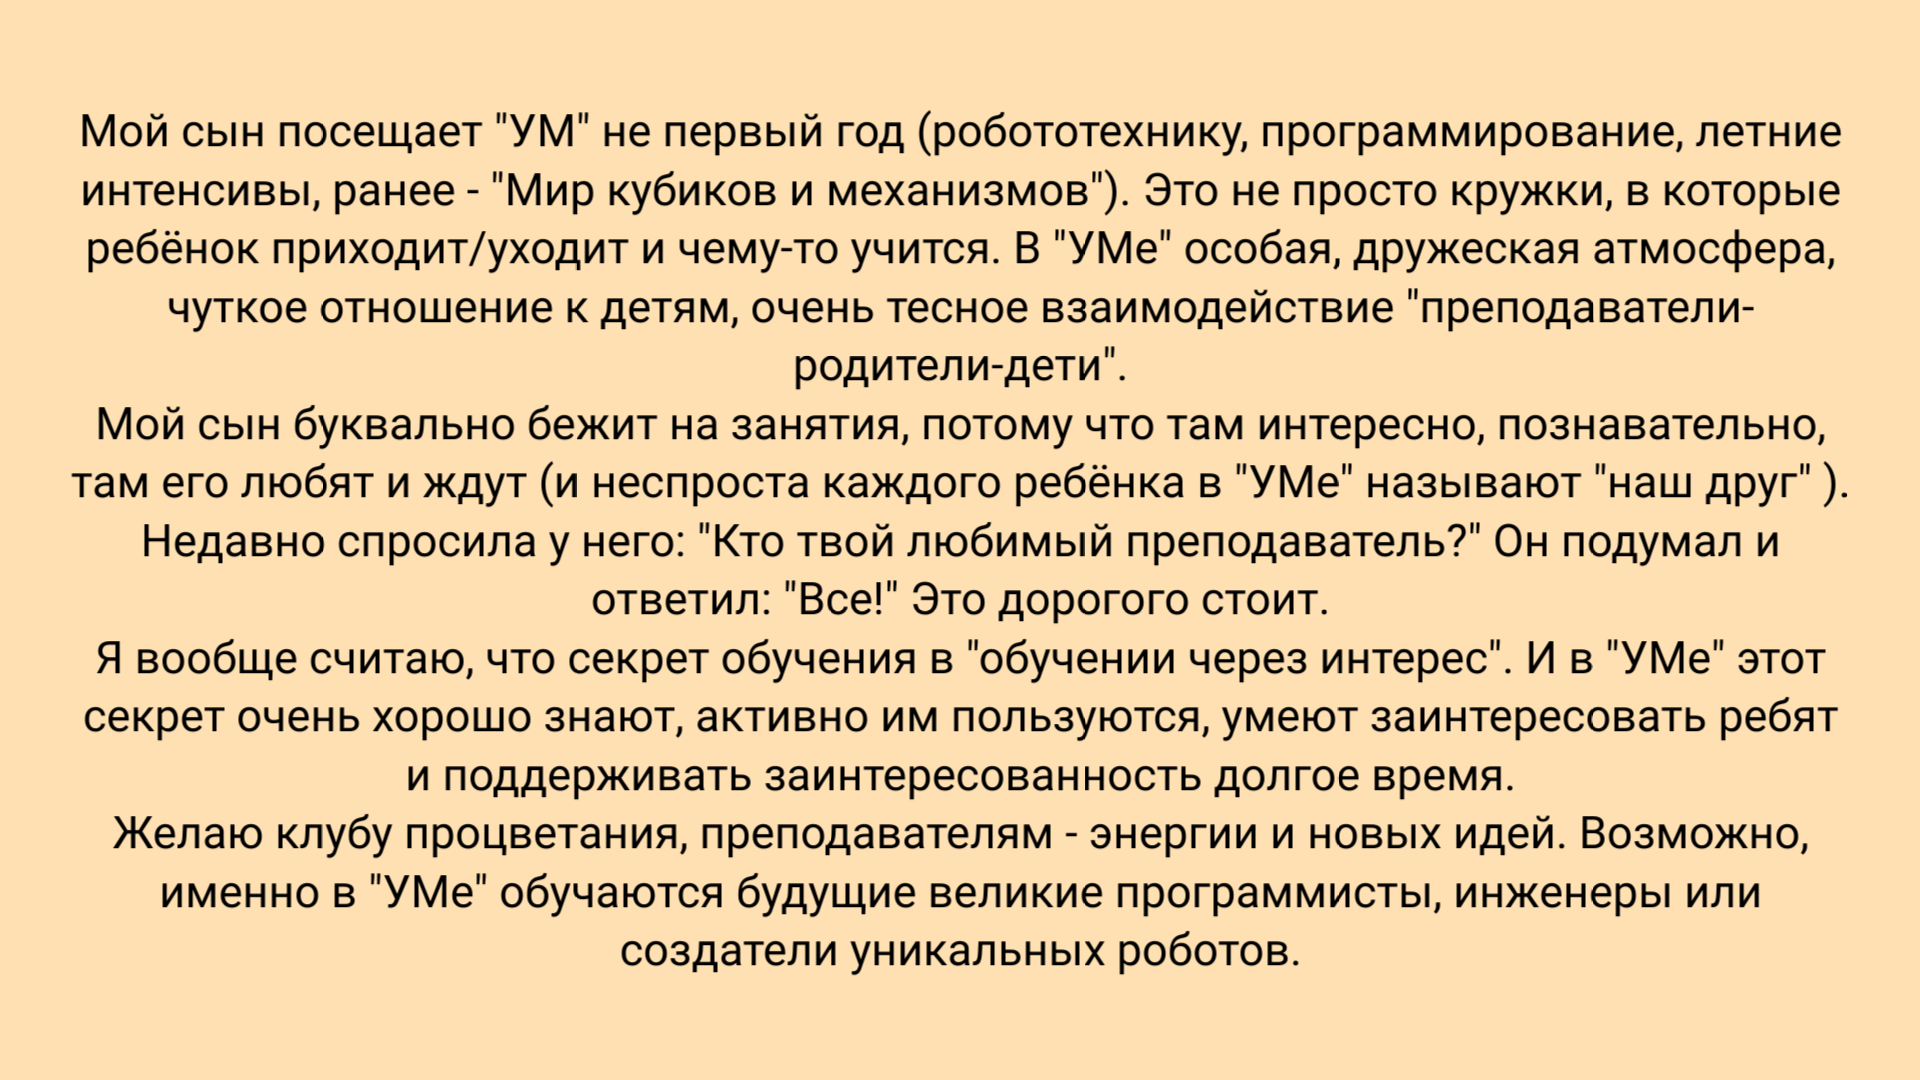 Мой сын посещает "УМ" не первый год (робототехнику, программирование, летние
интенсивы, ранее - "Мир кубиков и механизмов"). Это не просто кружки, в которые
ребёнок приходит/уходит и чему-то учится. В "УМе" особая, дружеская атмосфера,
чуткое отношение к детям, очень тесное взаимодействие "преподаватели-
родители-дети".
Мой сын буквально бежит на занятия, потому что там интересно, познавательно,
там его любят и ждут (и неспроста каждого ребёнка в "УМе" называют "наш друг" ).
Недавно спросила у него: "Кто твой любимый преподаватель?" Он подумал и
ответил: "Все!" Это дорогого стоит.
Я вообще считаю, что секрет обучения в "обучении через интерес". И в "УМе" этот
секрет очень хорошо знают, активно им пользуются, умеют заинтересовать ребят
и поддерживать заинтересованность долгое время.
Желаю клубу процветания, преподавателям - энергии и новых идей. Возможно,
именно в "УМе" обучаются будущие великие программисты, инженеры или
создатели уникальных роботов.